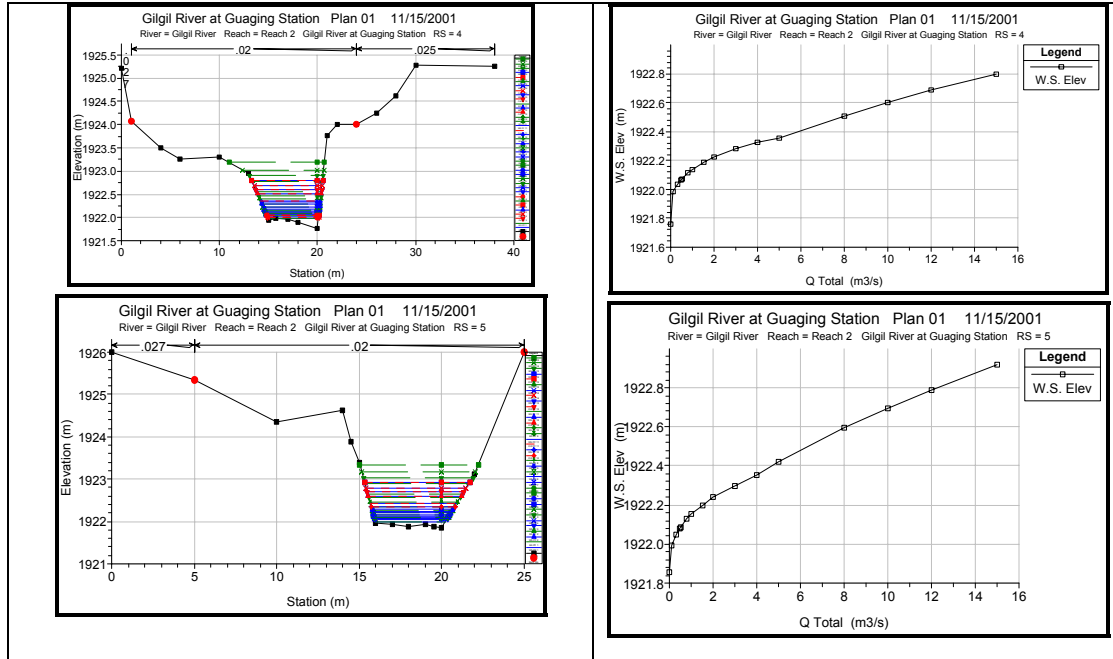 Gilgil River at Guaging Station Plan 01 11/15/2001
River = Gilgil River Reach = Reach 2 Gilgil River at Guaging Station RS = 4
.02 .025
.027
1925.5
1925.0
1924.5
1924.0
1923.5
1923.0
1922.5
1922.0
1921.5
Elevation (m)
0 10 20 30 40
Station (m)
Gilgil River at Guaging Station Plan 01 11/15/2001
River = Gilgil River Reach = Reach 2 Gilgil River at Guaging Station RS = 4
Legend
W.S. Elev
1922.8
1922.6
1922.4
1922.2
1922.0
1921.8
1921.6
W.S. Elev (m)
0 2 4 6 8 10 12 14 16
Q Total (m3/s)
Gilgil River at Guaging Station Plan 01 11/15/2001
River = Gilgil River Reach = Reach 2 Gilgil River at Guaging Station RS = 5
.027 .02
1926
1925
1924
1923
1922
1921
Elevation (m)
0 5 10 15 20 25
Station (m)
Gilgil River at Guaging Station Plan 01 11/15/2001
River = Gilgil River Reach = Reach 2 Gilgil River at Guaging Station RS = 5
Legend
W.S. Elev
1922.8
1922.6
1922.4
1922.2
1922.0
1921.8
W.S. Elev (m)
0 2 4 6 8 10 12 14 16
Q Total (m3/s)